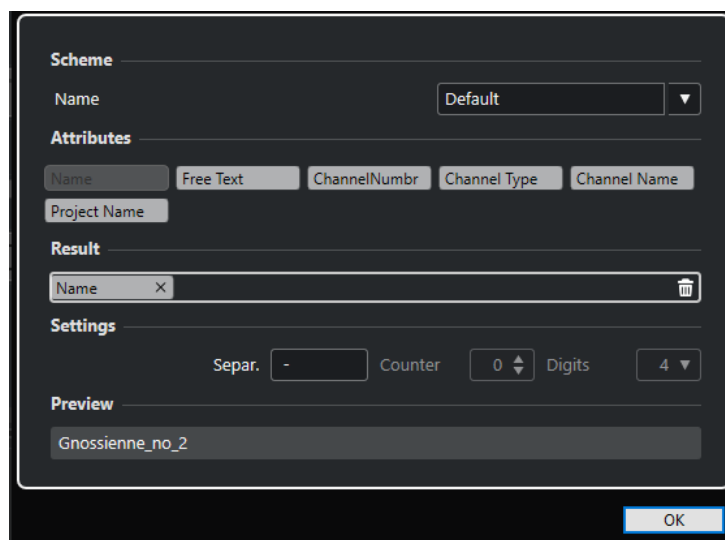 Scheme
Name Default
Attributes
Name Free Text ChannelNumbr Channel Type Channel Name
Project Name
Result
Name
Settings
Separ. - Counter 0 Digits 4
Preview
Gnossienne_no_2
OK